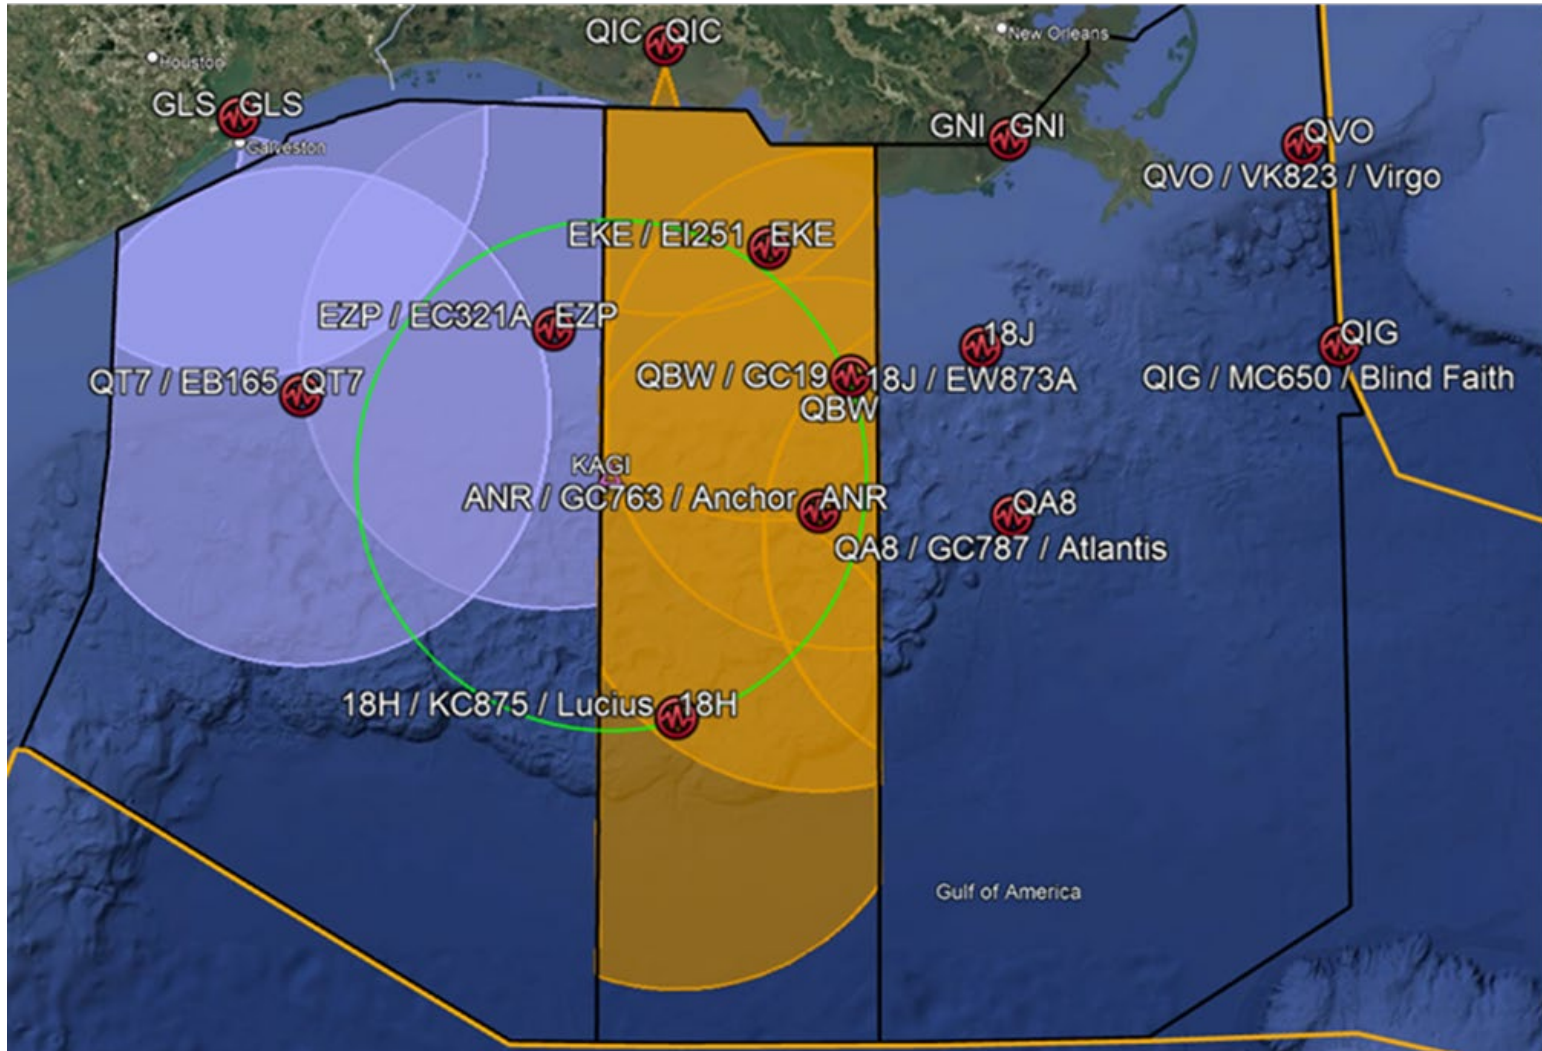 QIC QIC
New Orleans
Houston
GLS GLS
GNI GNI
Galveston
QVO
QVO / VK823 / Virgo
EKE / EI251 EKE
EZP / EC321A EZP
18J
QIG
QT7 / EB165 QT7
QBW / GC19
18J / EW873A
QIG / MC650 / Blind Faith
QBW
KAGI
ANR / GC763 / Anchor ANR
QA8
QA8 / GC787 / Atlantis
18H / KC875 / Lucius 18H
Gulf of America